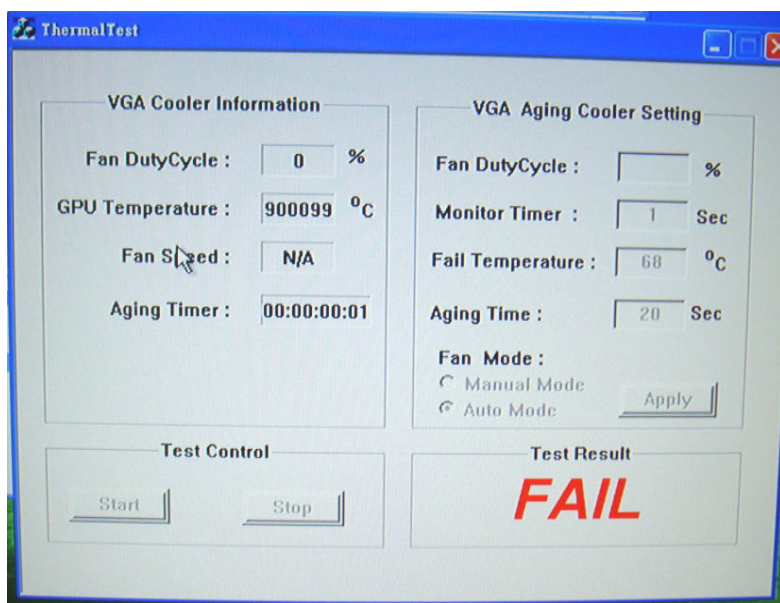 ThermalTest
VGA Cooler Information
Fan DutyCycle : 0 %
GPU Temperature : 900099 °C
Fan Speed : N/A
Aging Timer : 00:00:00:01
VGA Aging Cooler Setting
Fan DutyCycle : %
Monitor Timer : 1 Sec
Fail Temperature : 68 °C
Aging Time : 20 Sec
Fan Mode :
Manual Mode
Auto Mode
Apply
Test Control
Start Stop
Test Result
FAIL